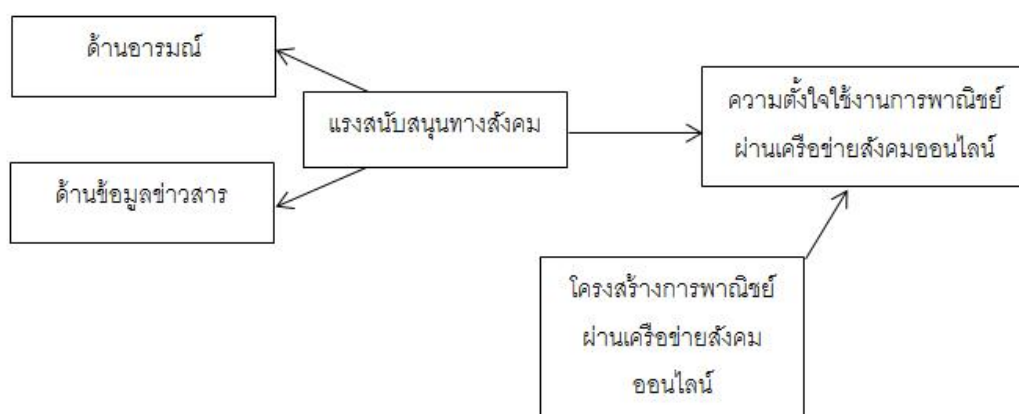 ด้านอารมณ์
แรงสนับสนุนทางสังคม
ด้านข้อมูลข่าวสาร
ความตั้งใจใช้งานการพาณิชย์
ผ่านเครือข่ายสังคมออนไลน์
โครงสร้างการพาณิชย์
ผ่านเครือข่ายสังคม
ออนไลน์